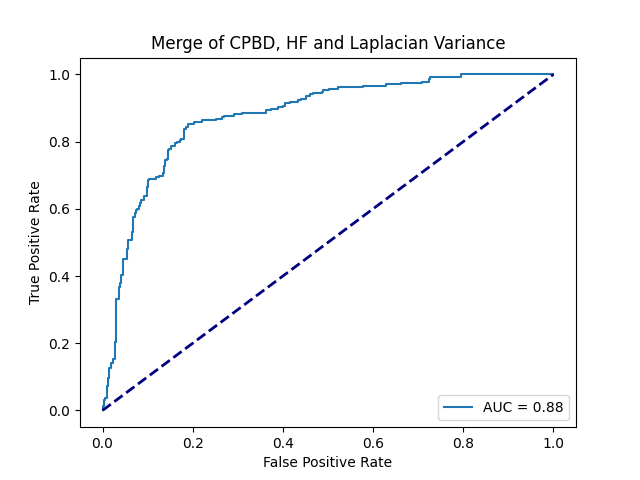 Merge of CPBD, HF and Laplacian Variance
1.0
0.8
0.6
0.4
0.2
0.0
True Positive Rate
AUC = 0.88
0.0 0.2 0.4 0.6 0.8 1.0
False Positive Rate